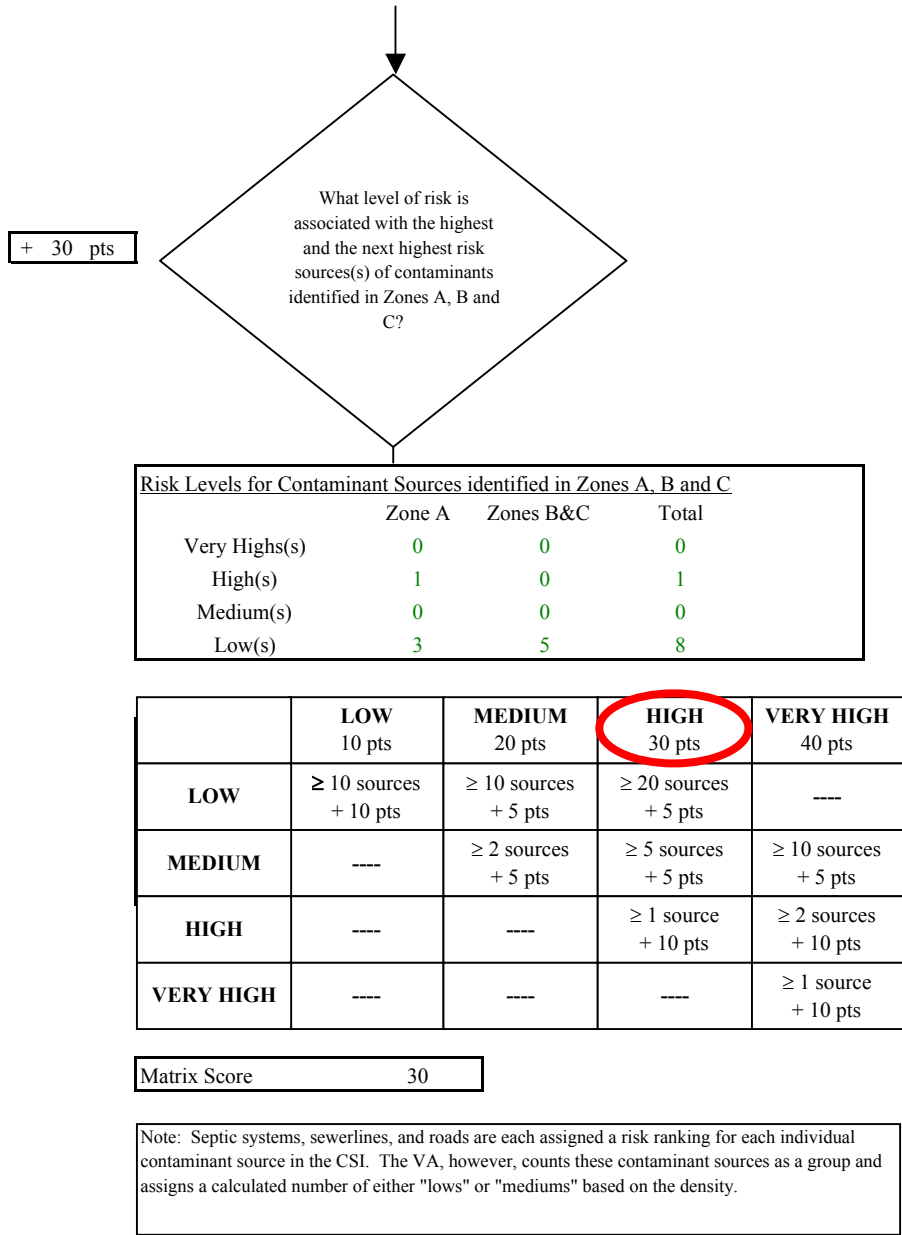 What level of risk is
associated with the highest
and the next highest risk
sources(s) of contaminants
identified in Zones A, B and
C?
+ 30 pts
Risk Levels for Contaminant Sources identified in Zones A, B and C
Zone A Zones B&C Total
Very Highs(s) 0 0 0
High(s) 1 0 1
Medium(s) 0 0 0
Low(s) 3 5 8
LOW MEDIUM HIGH VERY HIGH
10 pts 20 pts 30 pts 40 pts
LOW ≥ 10 sources ≥ 10 sources ≥ 20 sources ----
+ 10 pts + 5 pts + 5 pts
MEDIUM ---- ≥ 2 sources ≥ 5 sources ≥ 10 sources
+ 5 pts + 5 pts + 5 pts
HIGH ---- ---- ≥ 1 source ≥ 2 sources
+ 10 pts + 10 pts
VERY HIGH ---- ---- ---- ≥ 1 source
+ 10 pts
Matrix Score 30
Note: Septic systems, sewerlines, and roads are each assigned a risk ranking for each individual
contaminant source in the CSI. The VA, however, counts these contaminant sources as a group and
assigns a calculated number of either "lows" or "mediums" based on the density.